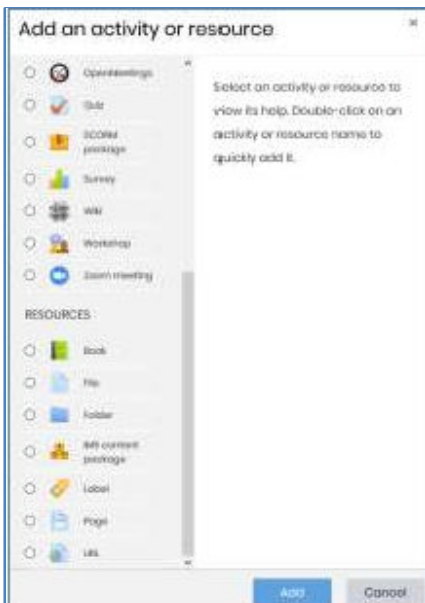 Add an activity or resource
×
OpenMeetings
Quiz
SCORM
package
Survey
Wiki
Workshop
Zoom meeting
RESOURCES
Book
File
Folder
IMS content
package
Label
Page
URL
Select an activity or resource to
view its help. Double-click on an
activity or resource name to
quickly add it.
Add
Cancel